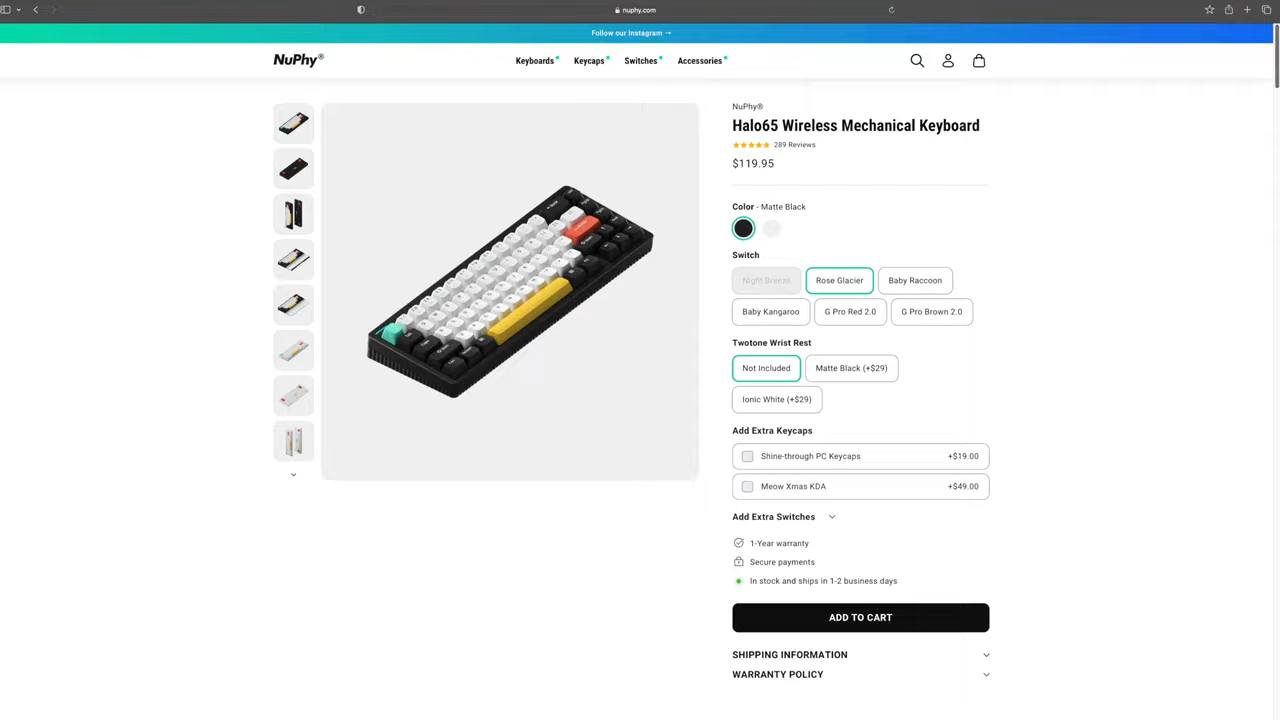 nuphy.com
Follow our Instagram →
NuPhy®
Keyboards
Keycaps
Switches
Accessories
NuPhy®
Halo65 Wireless Mechanical Keyboard
289 Reviews
$119.95
Color - Matte Black
Switch
Night Breeze
Rose Glacier
Baby Raccoon
Baby Kangaroo
G Pro Red 2.0
G Pro Brown 2.0
Twotone Wrist Rest
Not Included
Matte Black (+$29)
Ionic White (+$29)
Add Extra Keycaps
Shine-through PC Keycaps +$19.00
Meow Xmas KDA +$49.00
Add Extra Switches
1-Year warranty
Secure payments
In stock and ships in 1-2 business days
ADD TO CART
SHIPPING INFORMATION
WARRANTY POLICY